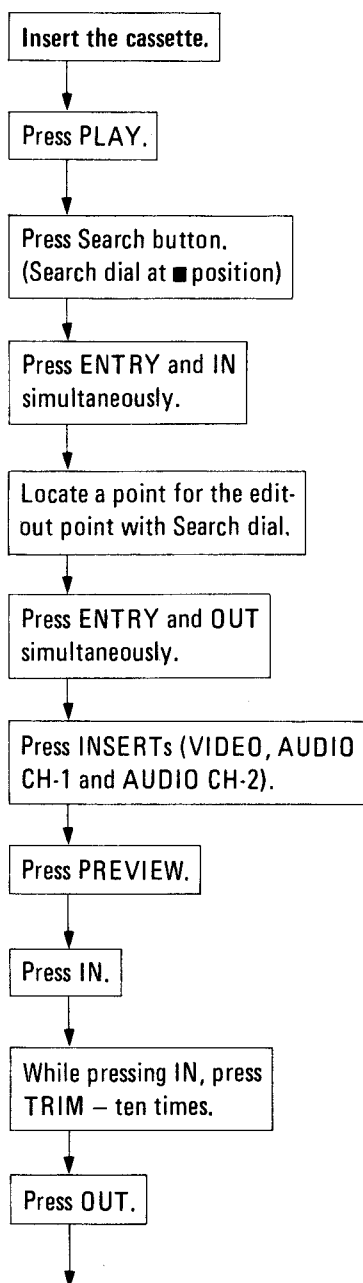 Insert the cassette.
Press PLAY.
Press Search button.
(Search dial at ■ position)
Press ENTRY and IN
simultaneously.
Locate a point for the edit-
out point with Search dial.
Press ENTRY and OUT
simultaneously.
Press INSERTs (VIDEO, AUDIO
CH-1 and AUDIO CH-2).
Press PREVIEW.
Press IN.
While pressing IN, press
TRIM – ten times.
Press OUT.